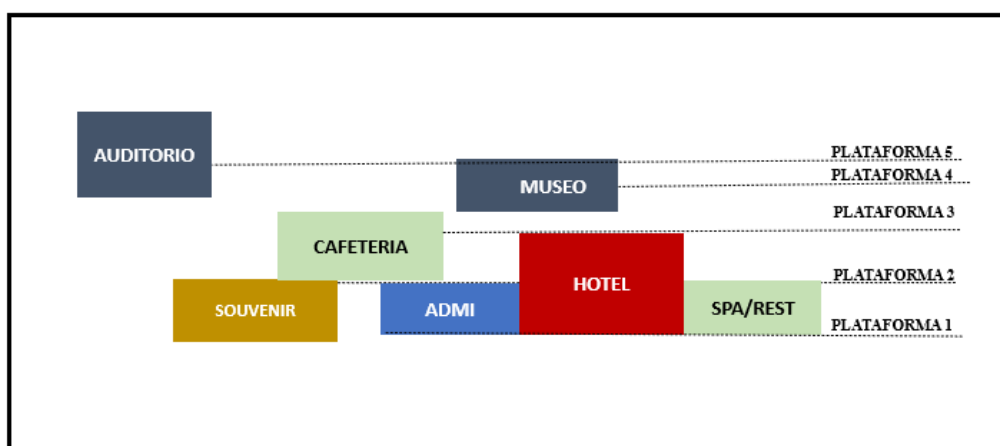 AUDITORIO
PLATAFORMA 5
PLATAFORMA 4
MUSEO
PLATAFORMA 3
CAFETERIA
PLATAFORMA 2
HOTEL
SOUVENIR
ADMI
SPA/REST
PLATAFORMA 1